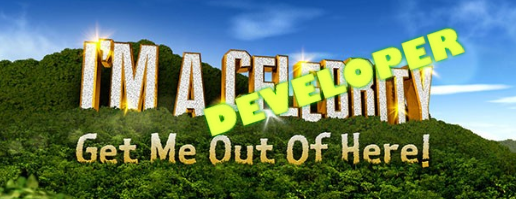 I'M A CELEBRITY
DEVELOPER
Get Me Out Of Here!